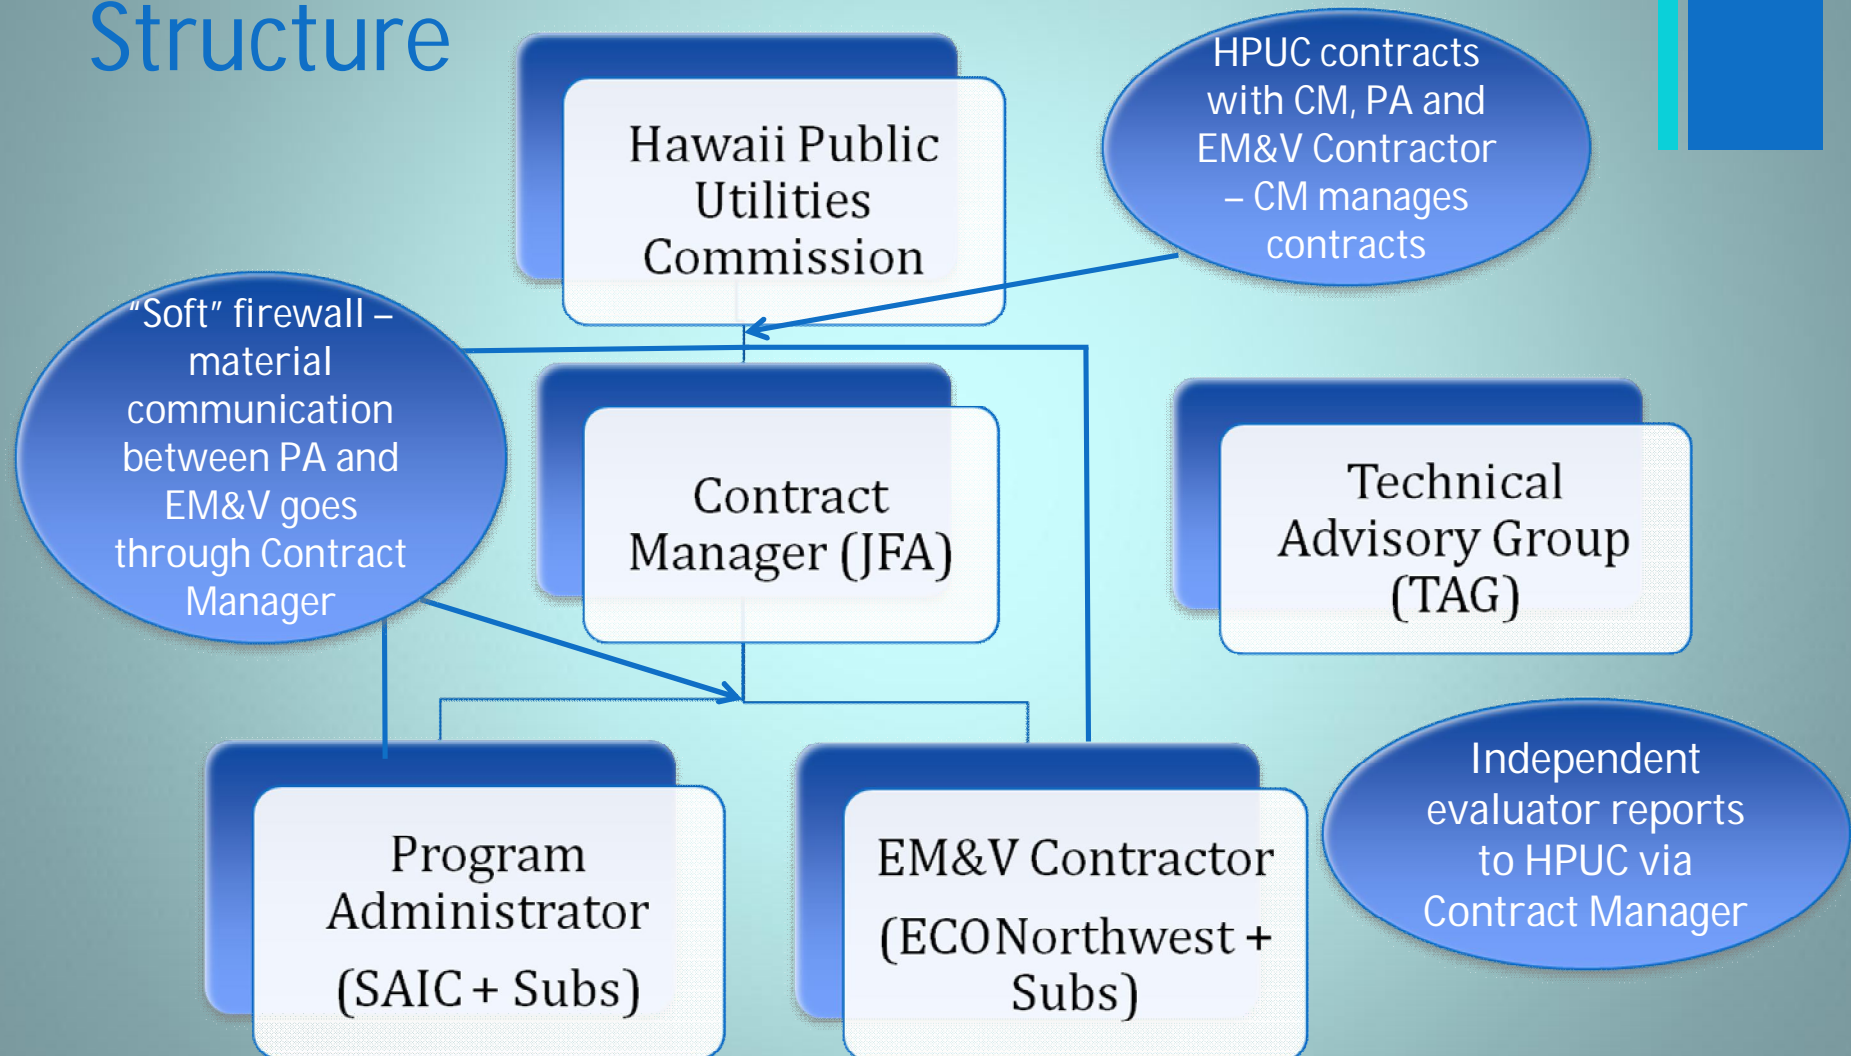 Structure
Hawaii Public
Utilities
Commission
HPUC contracts
with CM, PA and
EM&V Contractor
– CM manages
contracts
"Soft" firewall –
material
communication
between PA and
EM&V goes
through Contract
Manager
Contract
Manager (JFA)
Technical
Advisory Group
(TAG)
Program
Administrator
(SAIC + Subs)
EM&V Contractor
(ECONorthwest +
Subs)
Independent
evaluator reports
to HPUC via
Contract Manager